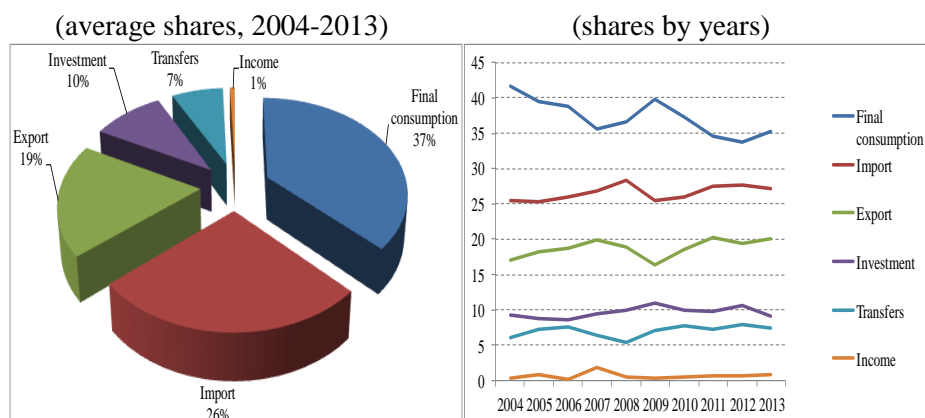 (average shares, 2004-2013)
(shares by years)
Transfers
7%
Income
1%
Investment
10%
Final
consumption
37%
Export
19%
Import
26%
45
40
35
30
25
20
15
10
5
0
2004 2005 2006 2007 2008 2009 2010 2011 2012 2013
Final
consumption
Import
Export
Investment
Transfers
Income